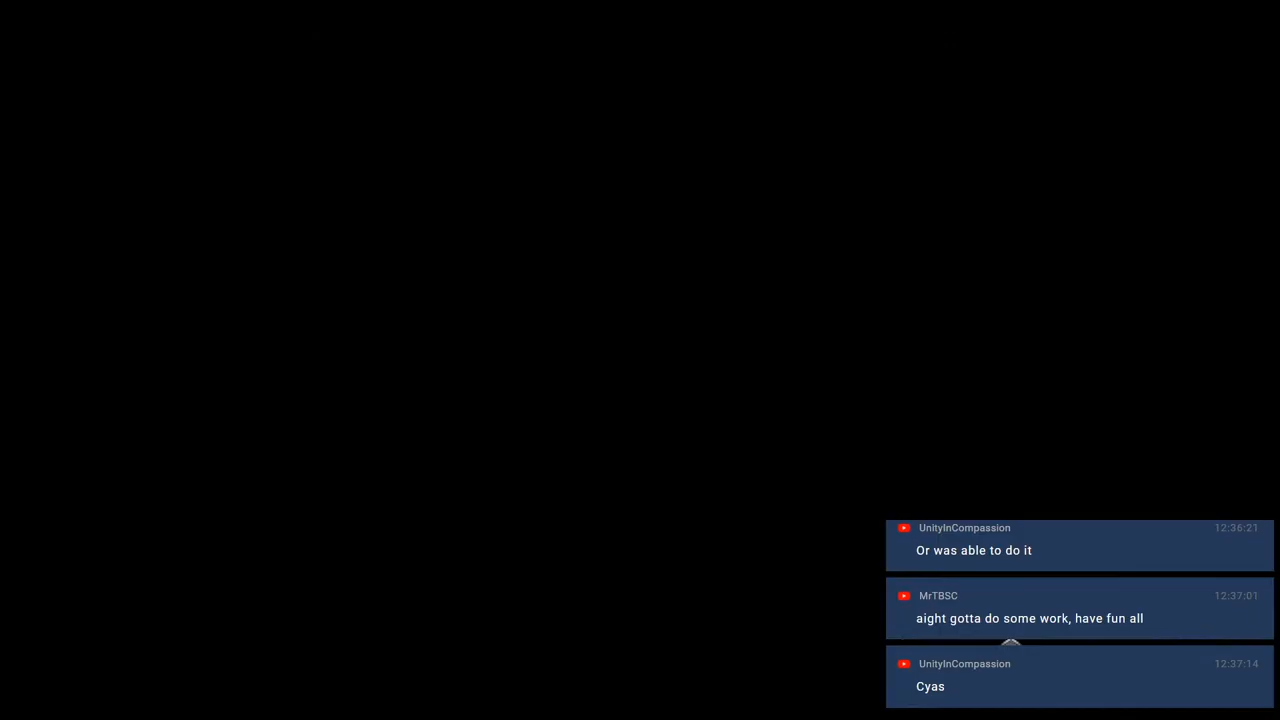 UnityInCompassion 12:36:21
Or was able to do it
MrTBSC 12:37:01
aight gotta do some work, have fun all
UnityInCompassion 12:37:14
Cyas